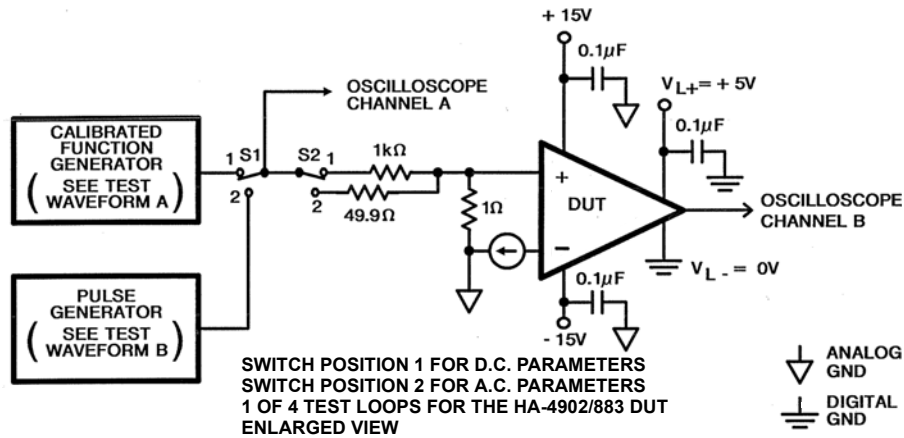 + 15V
0.1µF
OSCILLOSCOPE
CHANNEL A
V L+ = + 5V
0.1µF
CALIBRATED
FUNCTION
GENERATOR
( SEE TEST
WAVEFORM A )
1
S1
2
S2
1
2
1kΩ
49.9Ω
1Ω
+
DUT
−
OSCILLOSCOPE
CHANNEL B
0.1µF
V L - = 0V
- 15V
PULSE
GENERATOR
( SEE TEST
WAVEFORM B )
SWITCH POSITION 1 FOR D.C. PARAMETERS
SWITCH POSITION 2 FOR A.C. PARAMETERS
1 OF 4 TEST LOOPS FOR THE HA-4902/883 DUT
ENLARGED VIEW
ANALOG
GND
DIGITAL
GND